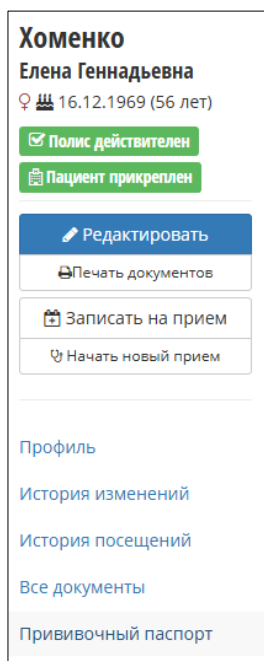 Хоменко
Елена Геннадьевна
16.12.1969 (56 лет)
Полис действителен
Пациент прикреплен
Редактировать
Печать документов
Записать на прием
Начать новый прием
Профиль
История изменений
История посещений
Все документы
Прививочный паспорт